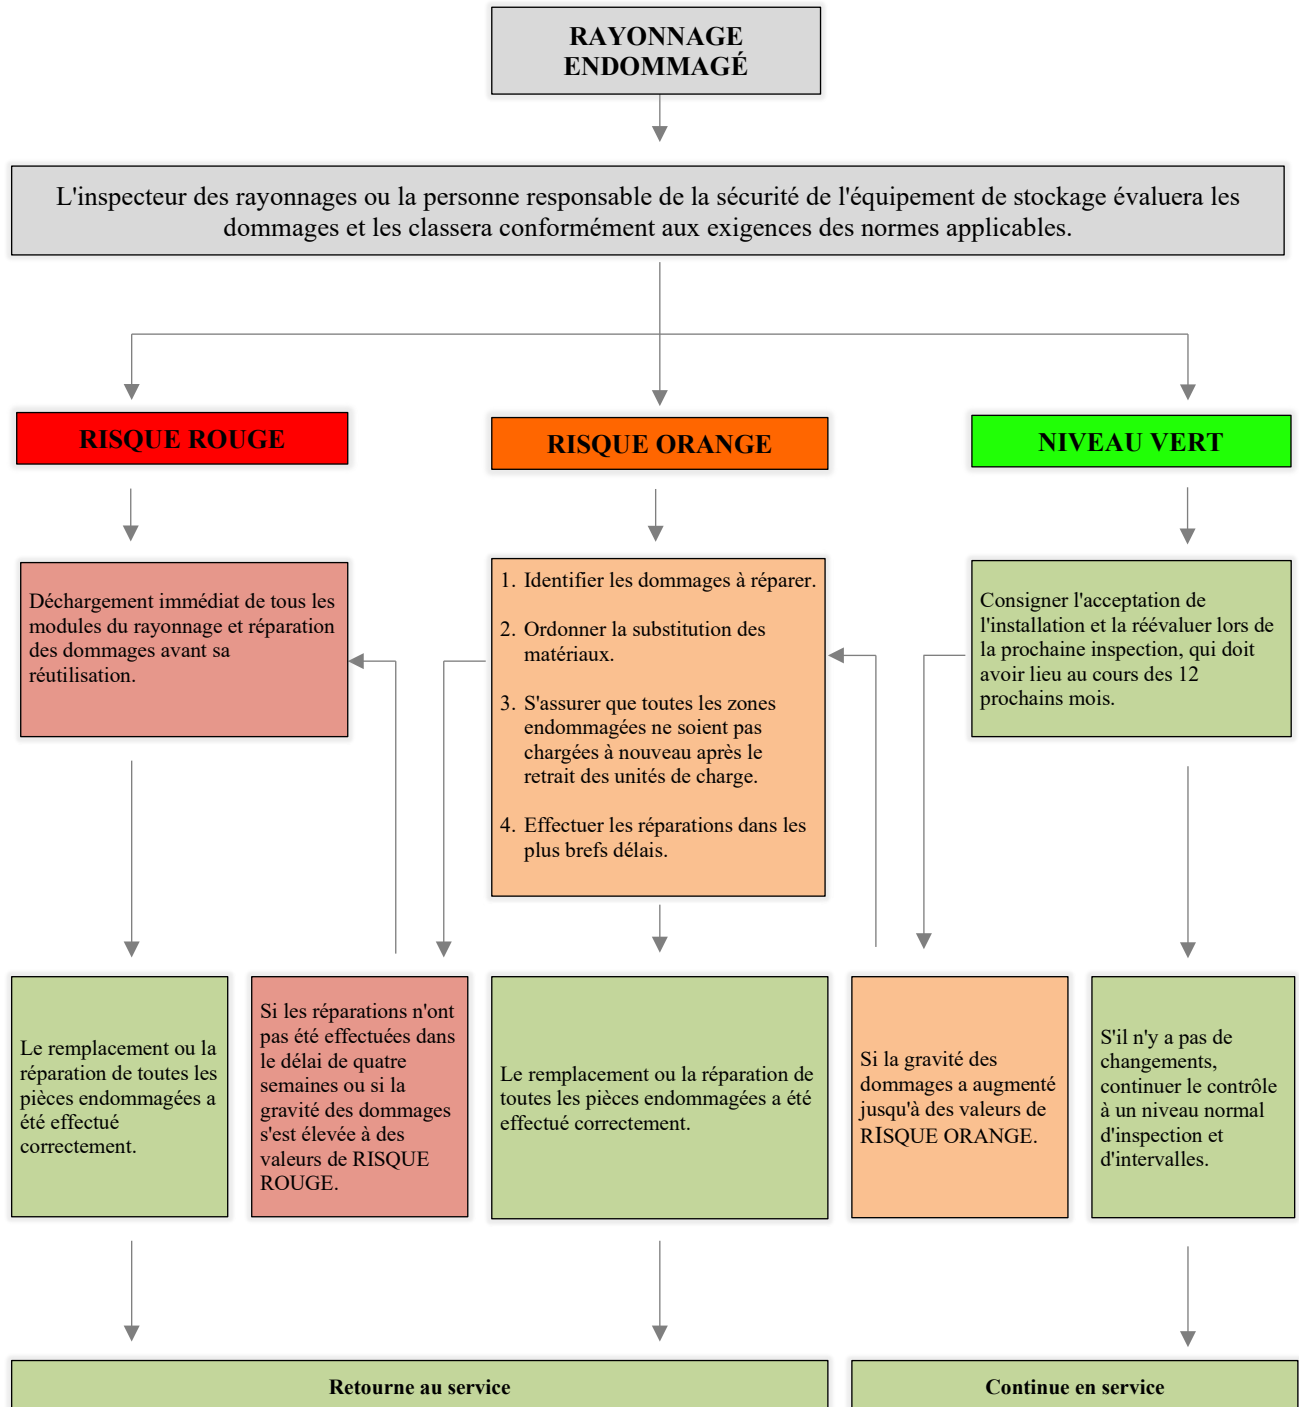 RAYONNAGE
ENDOMMAGÉ
L'inspecteur des rayonnages ou la personne responsable de la sécurité de l'équipement de stockage évaluera les
dommages et les classera conformément aux exigences des normes applicables.
RISQUE ROUGE
RISQUE ORANGE
NIVEAU VERT
Déchargement immédiat de tous les
modules du rayonnage et réparation
des dommages avant sa
réutilisation.
1. Identifier les dommages à réparer.
2. Ordonner la substitution des
matériaux.
3. S'assurer que toutes les zones
endommagées ne soient pas
chargées à nouveau après le
retrait des unités de charge.
4. Effectuer les réparations dans les
plus brefs délais.
Consigner l'acceptation de
l'installation et la réévaluer lors de
la prochaine inspection, qui doit
avoir lieu au cours des 12
prochains mois.
Le remplacement ou la
réparation de toutes les
pièces endommagées a
été effectué
correctement.
Si les réparations n'ont
pas été effectuées dans
le délai de quatre
semaines ou si la
gravité des dommages
s'est élevée à des
valeurs de RISQUE
ROUGE.
Le remplacement ou la réparation de
toutes les pièces endommagées a été
effectué correctement.
Si la gravité des
dommages a augmenté
jusqu'à des valeurs de
RISQUE ORANGE.
S'il n'y a pas de
changements,
continuer le contrôle
à un niveau normal
d'inspection et
d'intervalles.
Retourne au service
Continue en service